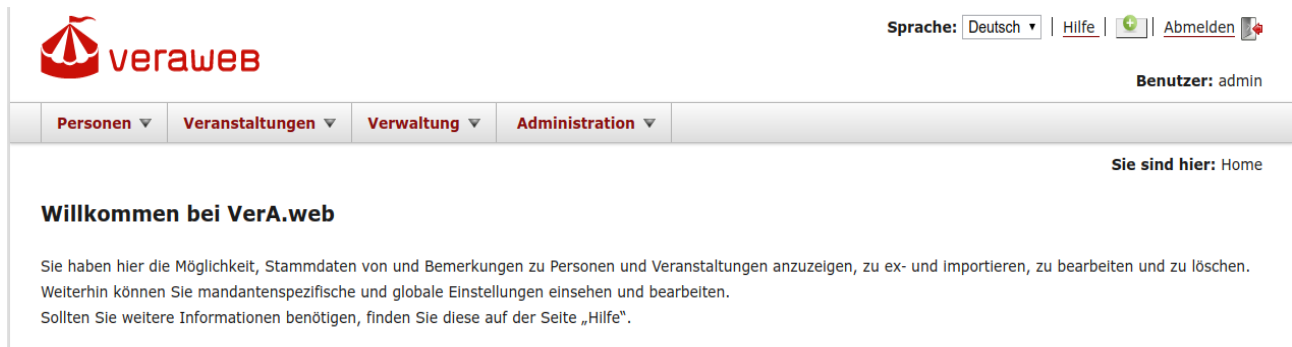 veraweb
Sprache: Deutsch | Hilfe | | Abmelden
Benutzer: admin
Personen Veranstaltungen Verwaltung Administration
Sie sind hier: Home
Willkommen bei VerA.web
Sie haben hier die Möglichkeit, Stammdaten von und Bemerkungen zu Personen und Veranstaltungen anzuzeigen, zu ex- und importieren, zu bearbeiten und zu löschen.
Weiterhin können Sie mandantenspezifische und globale Einstellungen einsehen und bearbeiten.
Sollten Sie weitere Informationen benötigen, finden Sie diese auf der Seite „Hilfe“.